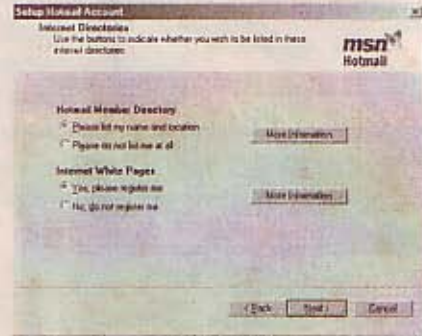 Setup Hotmail Account
Internet Directories
Use the buttons to indicate whether you wish to be listed in these
internet directories
msn
Hotmail
Hotmail Member Directory
Please list my name and location
Please do not list me at all
More Information
Internet White Pages
Yes, please register me
No, do not register me
More Information
< Back
Next >
Cancel